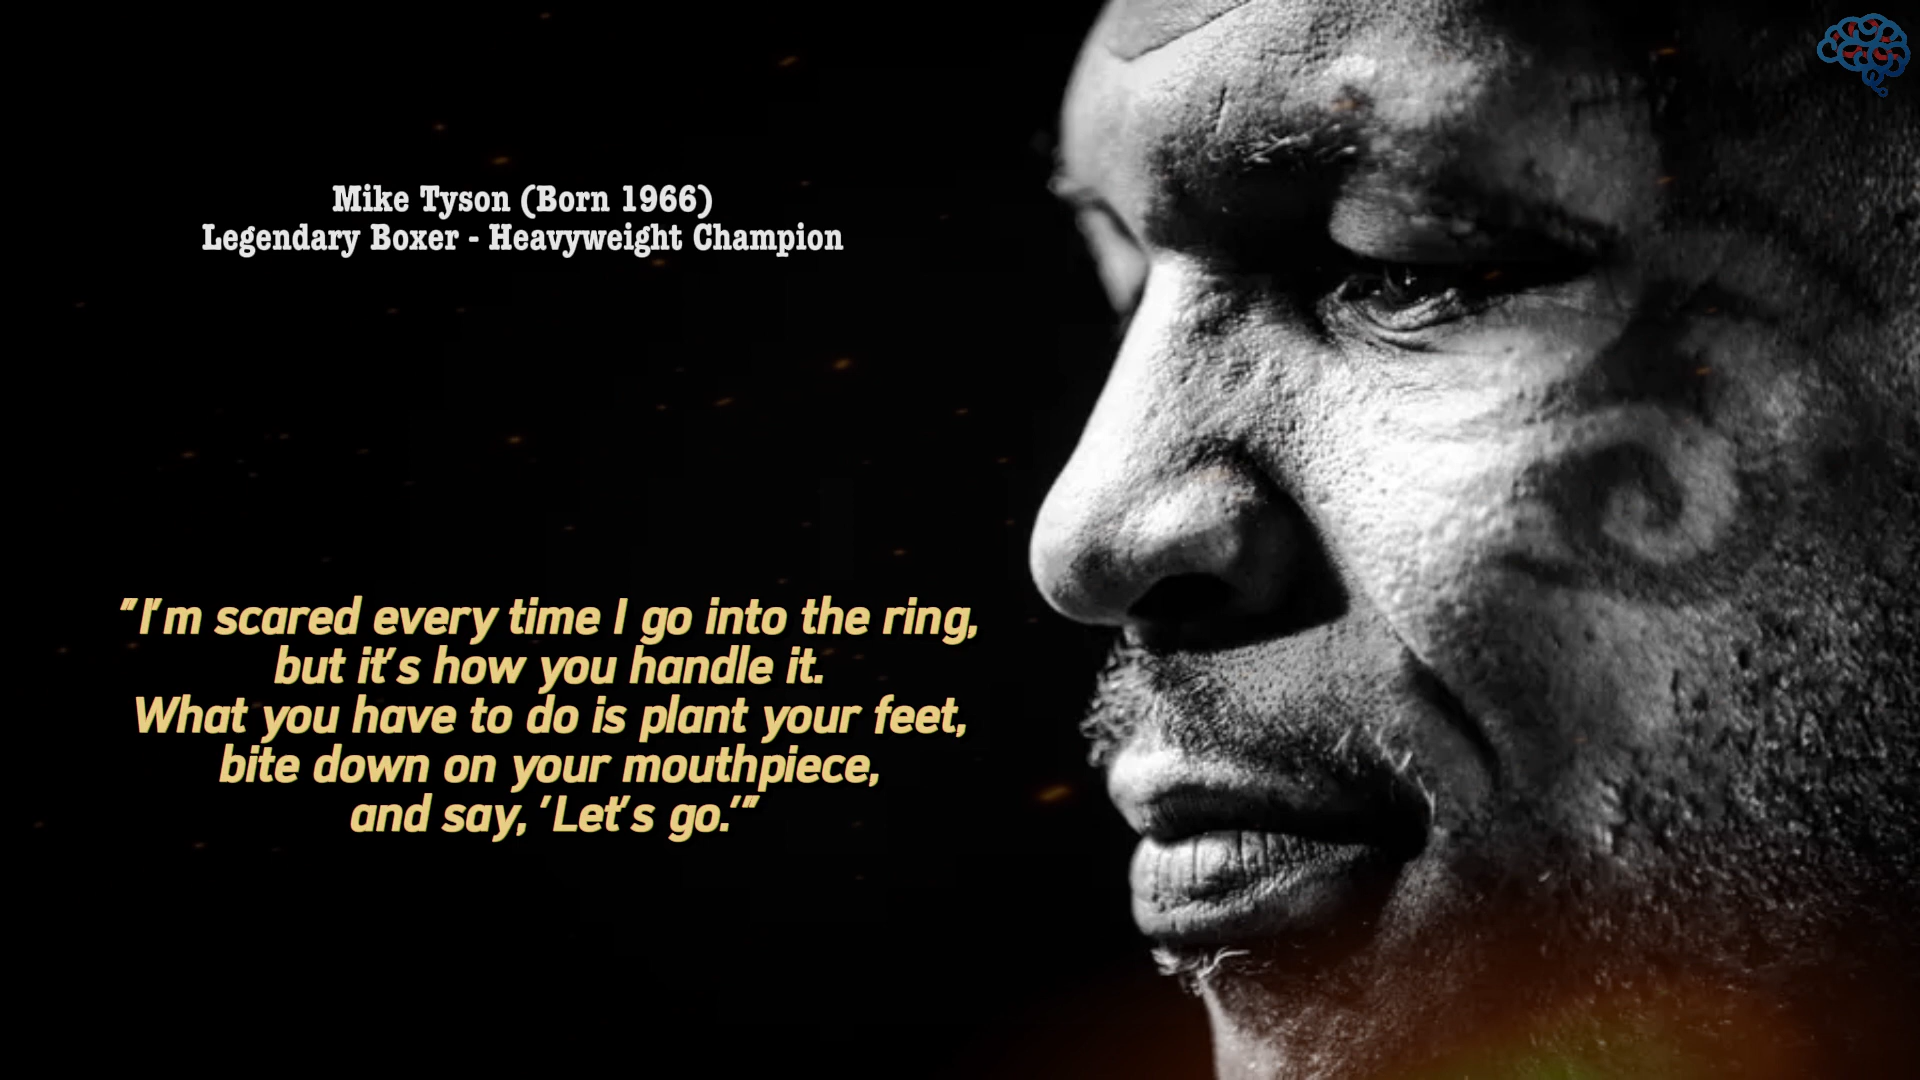 Mike Tyson (Born 1966)
Legendary Boxer - Heavyweight Champion
"I'm scared every time I go into the ring,
but it's how you handle it.
What you have to do is plant your feet,
bite down on your mouthpiece,
and say, 'Let's go.'"